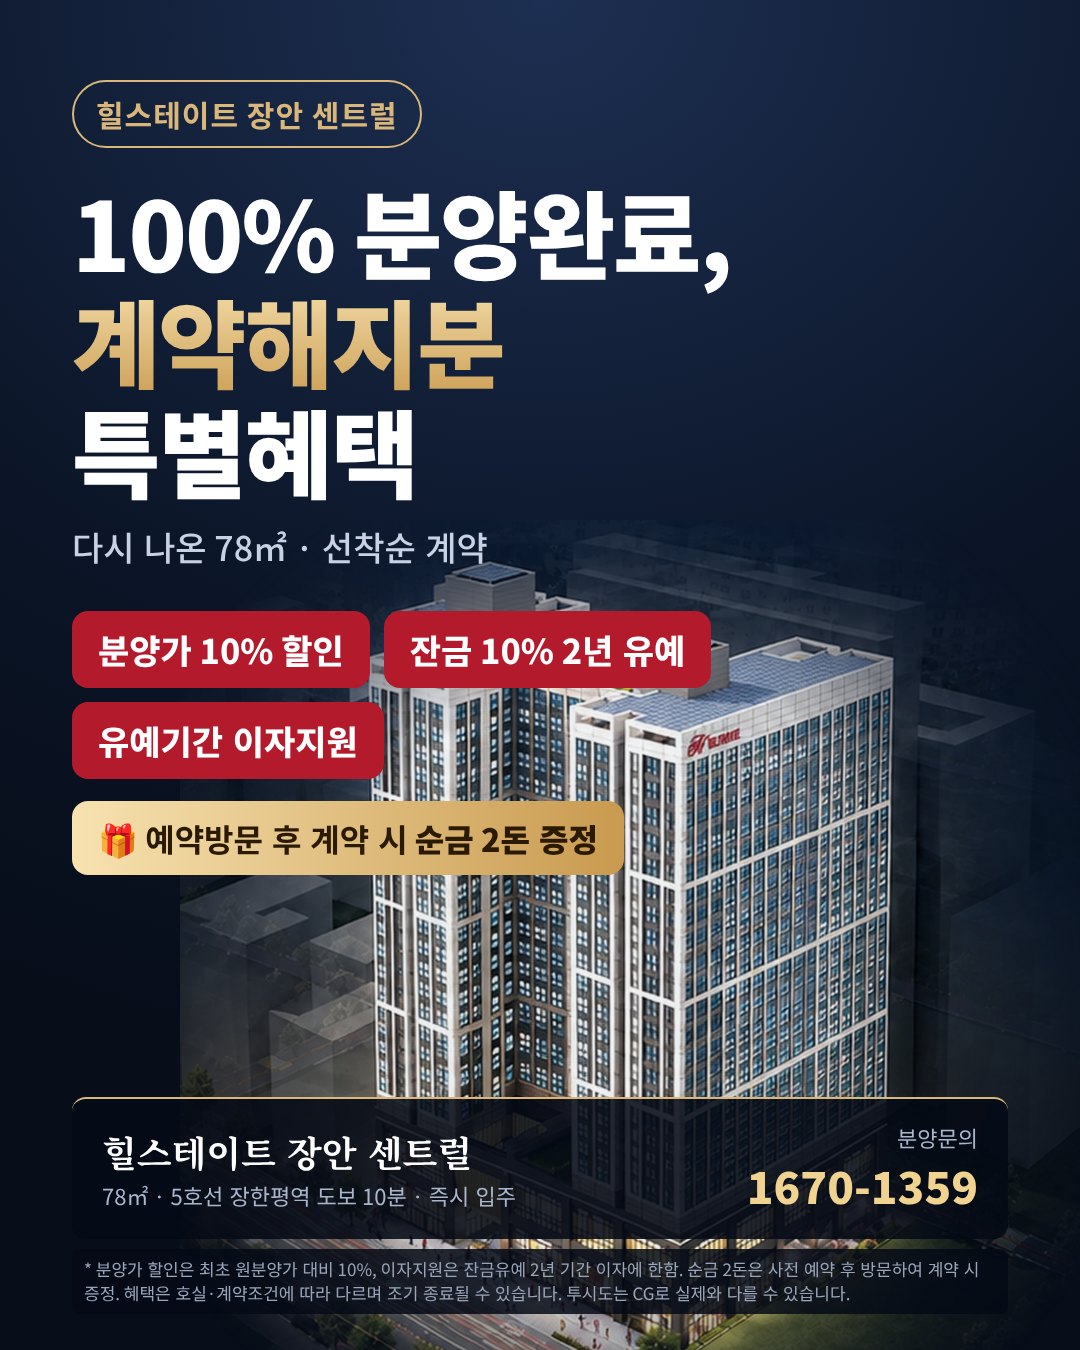 힐스테이트 장안 센트럴
100% 분양완료,
계약해지분
특별혜택
다시 나온 78㎡ · 선착순 계약
분양가 10% 할인
잔금 10% 2년 유예
유예기간 이자지원
🎁 예약방문 후 계약 시 순금 2돈 증정
힐스테이트 장안 센트럴
78㎡ · 5호선 장한평역 도보 10분 · 즉시 입주
분양문의
1670-1359
* 분양가 할인은 최초 원분양가 대비 10%, 이자지원은 잔금유예 2년 기간 이자에 한함. 순금 2돈은 사전 예약 후 방문하여 계약 시
증정. 혜택은 호실·계약조건에 따라 다르며 조기 종료될 수 있습니다. 투시도는 CG로 실제와 다를 수 있습니다.